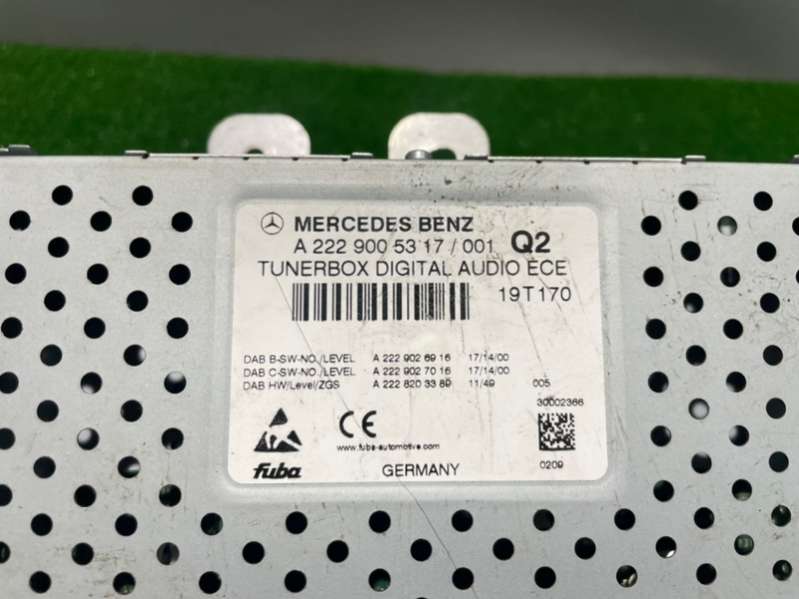 MERCEDES BENZ
A 222 900 53 17 / 001 Q2
TUNERBOX DIGITAL AUDIO ECE
19T170
DAB B-SW-NO./LEVEL A 222 902 69 16 17/14/00
DAB C-SW-NO./LEVEL A 222 902 70 16 17/14/00
DAB HW/Level/ZGS A 222 820 33 89 11/49 005
30002366
CE
www.fuba-automotive.com
fuba GERMANY 0209